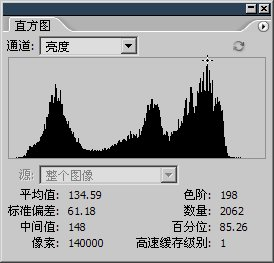 直方图
通道: 亮度
源: 整个图像
平均值: 134.59 色阶: 198
标准偏差: 61.18 数量: 2062
中间值: 148 百分位: 85.26
像素: 140000 高速缓存级别: 1